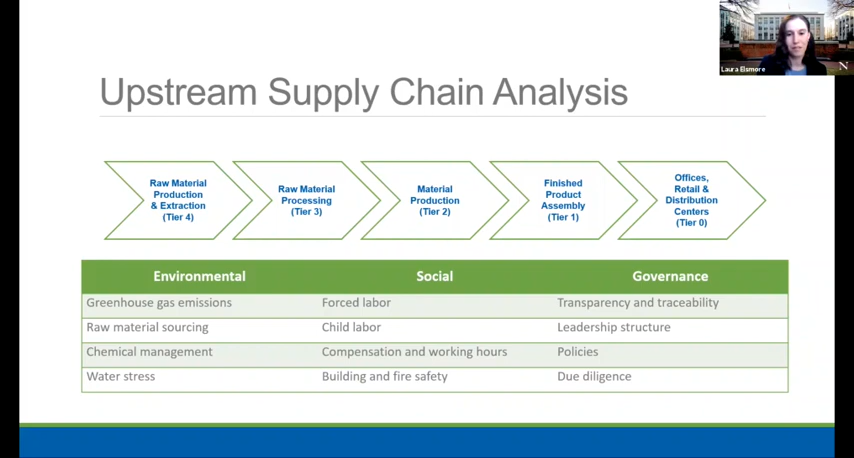 Laura Elsmore
N
Upstream Supply Chain Analysis
Raw Material
Production
& Extraction
(Tier 4)
Raw Material
Processing
(Tier 3)
Material
Production
(Tier 2)
Finished
Product
Assembly
(Tier 1)
Offices,
Retail &
Distribution
Centers
(Tier 0)
Environmental Social Governance
Greenhouse gas emissions Forced labor Transparency and traceability
Raw material sourcing Child labor Leadership structure
Chemical management Compensation and working hours Policies
Water stress Building and fire safety Due diligence